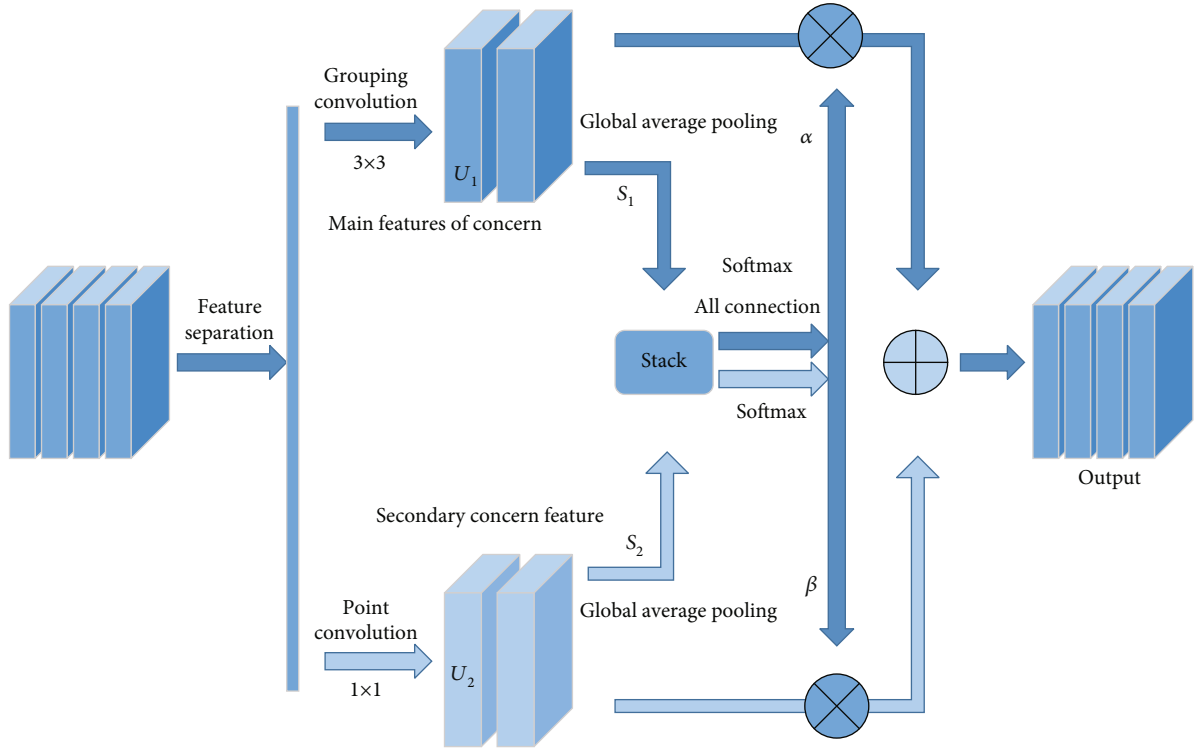 Grouping
convolution
3×3
U₁
Main features of concern
Global average pooling
S₁
α
Feature
separation
Softmax
All connection
Stack
Softmax
Output
Secondary concern feature
S₂
β
Global average pooling
Point
convolution
1×1
U₂